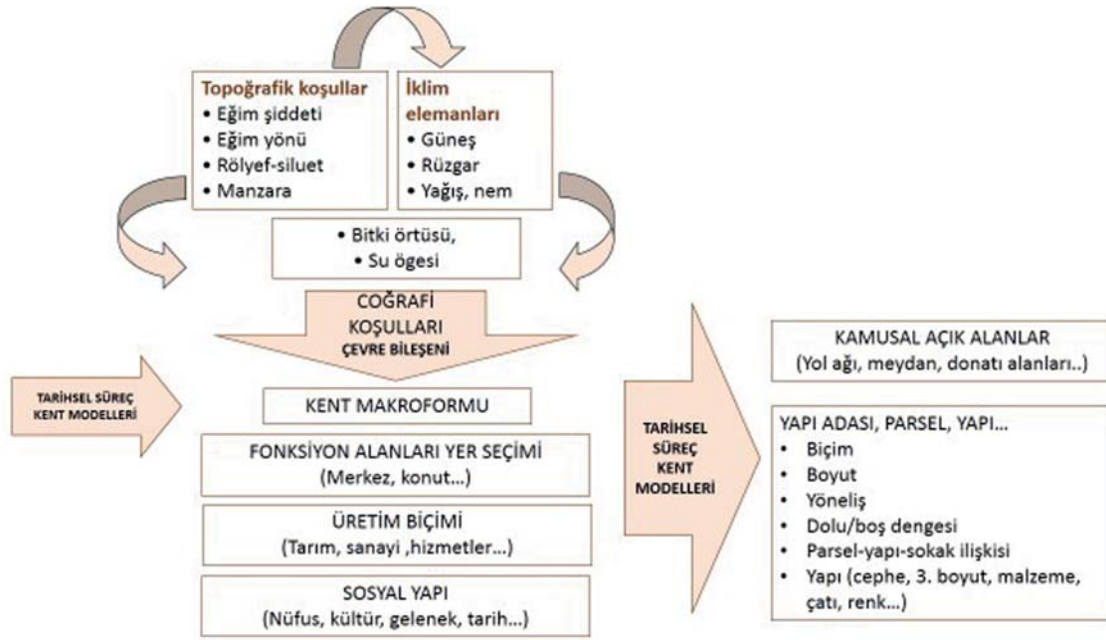 Topoğrafik koşullar
• Eğim şiddeti
• Eğim yönü
• Rölyef-siluet
• Manzara
İklim
elemanları
• Güneş
• Rüzgar
• Yağış, nem
• Bitki örtüsü,
• Su ögesi
COĞRAFİ
KOŞULLARI
ÇEVRE BİLEŞENİ
TARİHSEL SÜREÇ
KENT MODELLERİ
KENT MAKROFORMU
FONKSİYON ALANLARI YER SEÇİMİ
(Merkez, konut...)
ÜRETİM BİÇİMİ
(Tarım, sanayi ,hizmetler...)
SOSYAL YAPI
(Nüfus, kültür, gelenek, tarih...)
TARİHSEL
SÜREÇ
KENT
MODELLERİ
KAMUSAL AÇIK ALANLAR
(Yol ağı, meydan, donatı alanları..)
YAPI ADASI, PARSEL, YAPI...
• Biçim
• Boyut
• Yöneliş
• Dolu/boş dengesi
• Parsel-yapı-sokak ilişkisi
• Yapı (cephe, 3. boyut, malzeme,
çatı, renk...)